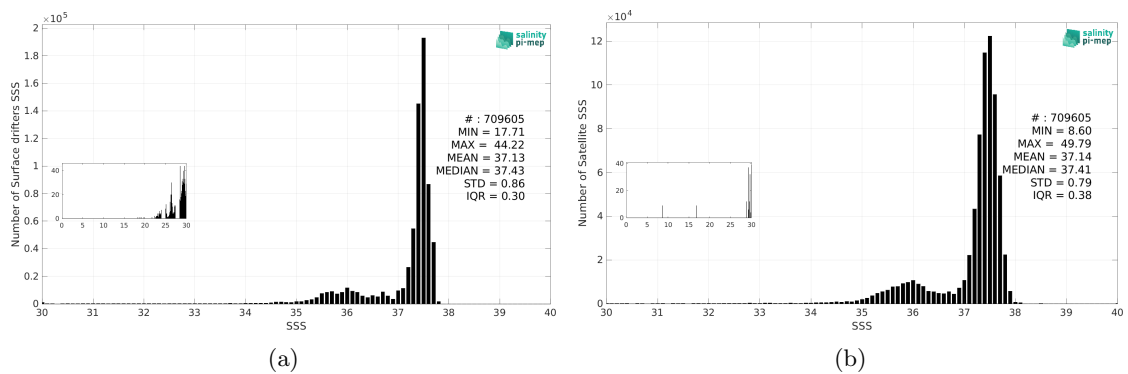 ×10⁵
2
1.8
1.6
1.4
1.2
1
0.8
0.6
0.4
0.2
0
Number of Surface drifters SSS
salinity
pi-mep
# : 709605
MIN = 17.71
MAX = 44.22
MEAN = 37.13
MEDIAN = 37.43
STD = 0.86
IQR = 0.30
40
20
0
0 5 10 15 20 25 30
30 31 32 33 34 35 36 37 38 39 40
SSS
(a)
×10⁴
12
10
8
6
4
2
0
Number of Satellite SSS
salinity
pi-mep
# : 709605
MIN = 8.60
MAX = 49.79
MEAN = 37.14
MEDIAN = 37.41
STD = 0.79
IQR = 0.38
40
20
0
0 5 10 15 20 25 30
30 31 32 33 34 35 36 37 38 39 40
SSS
(b)